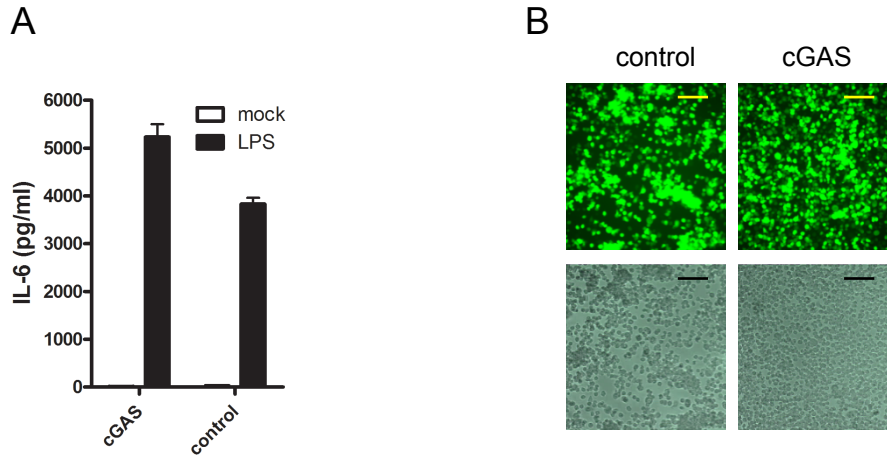 A
B
control cGAS
6000
5000
4000
3000
2000
1000
0
IL-6 (pg/ml)
mock
LPS
cGAS
control